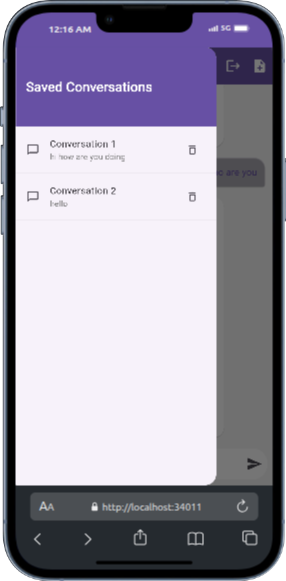 12:16 AM
5G
Saved Conversations
Conversation 1
hi how are you doing
Conversation 2
hello
are you
AA
http://localhost:34011